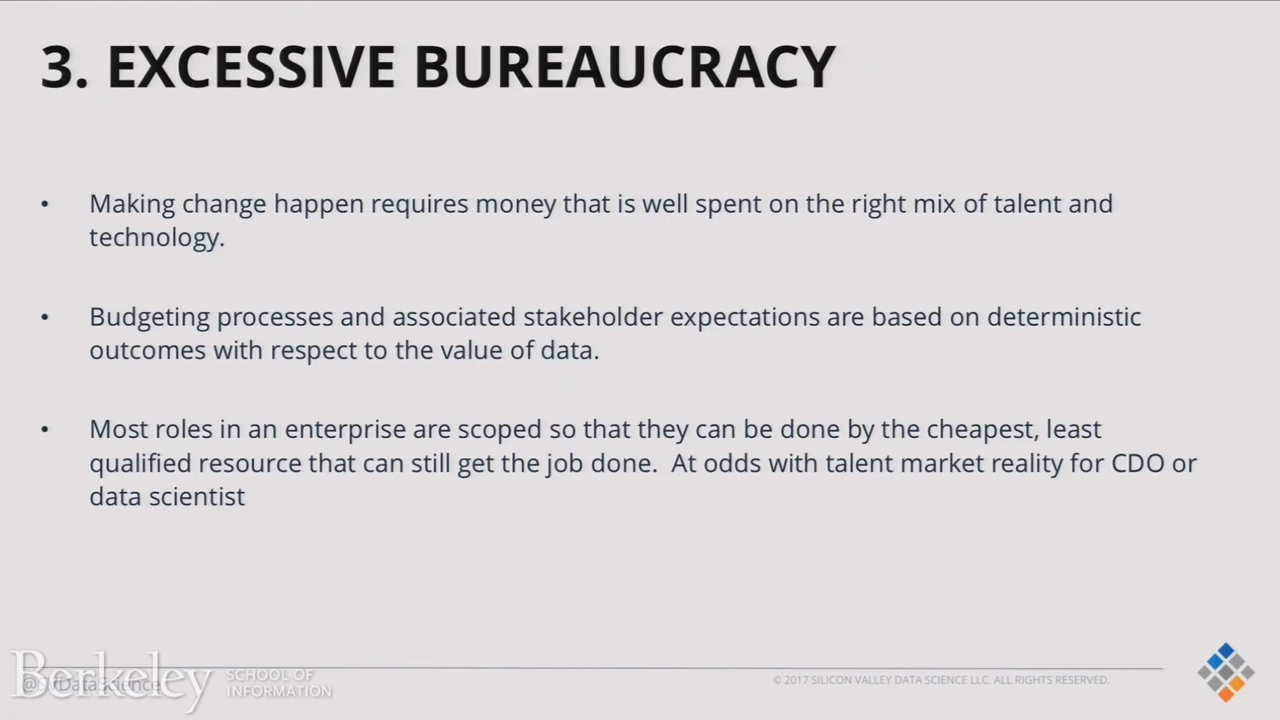 3. EXCESSIVE BUREAUCRACY
• Making change happen requires money that is well spent on the right mix of talent and
technology.
• Budgeting processes and associated stakeholder expectations are based on deterministic
outcomes with respect to the value of data.
• Most roles in an enterprise are scoped so that they can be done by the cheapest, least
qualified resource that can still get the job done.  At odds with talent market reality for CDO or
data scientist
Berkeley
SCHOOL OF
INFORMATION
© 2017 SILICON VALLEY DATA SCIENCE LLC. ALL RIGHTS RESERVED.